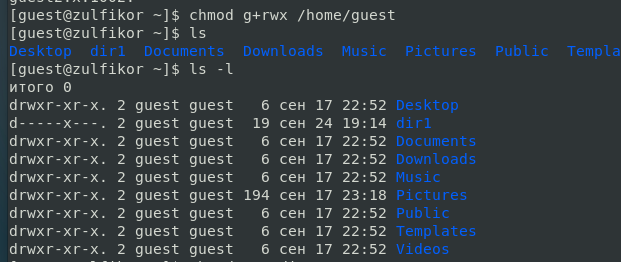 [guest@zulfikor ~]$ chmod g+rwx /home/guest
[guest@zulfikor ~]$ ls
Desktop dir1 Documents Downloads Music Pictures Public Templa
[guest@zulfikor ~]$ ls -l
итого 0
drwxr-xr-x. 2 guest guest 6 сен 17 22:52 Desktop
d-----x---. 2 guest guest 19 сен 24 19:14 dir1
drwxr-xr-x. 2 guest guest 6 сен 17 22:52 Documents
drwxr-xr-x. 2 guest guest 6 сен 17 22:52 Downloads
drwxr-xr-x. 2 guest guest 6 сен 17 22:52 Music
drwxr-xr-x. 2 guest guest 194 сен 17 23:18 Pictures
drwxr-xr-x. 2 guest guest 6 сен 17 22:52 Public
drwxr-xr-x. 2 guest guest 6 сен 17 22:52 Templates
drwxr-xr-x. 2 guest guest 6 сен 17 22:52 Videos